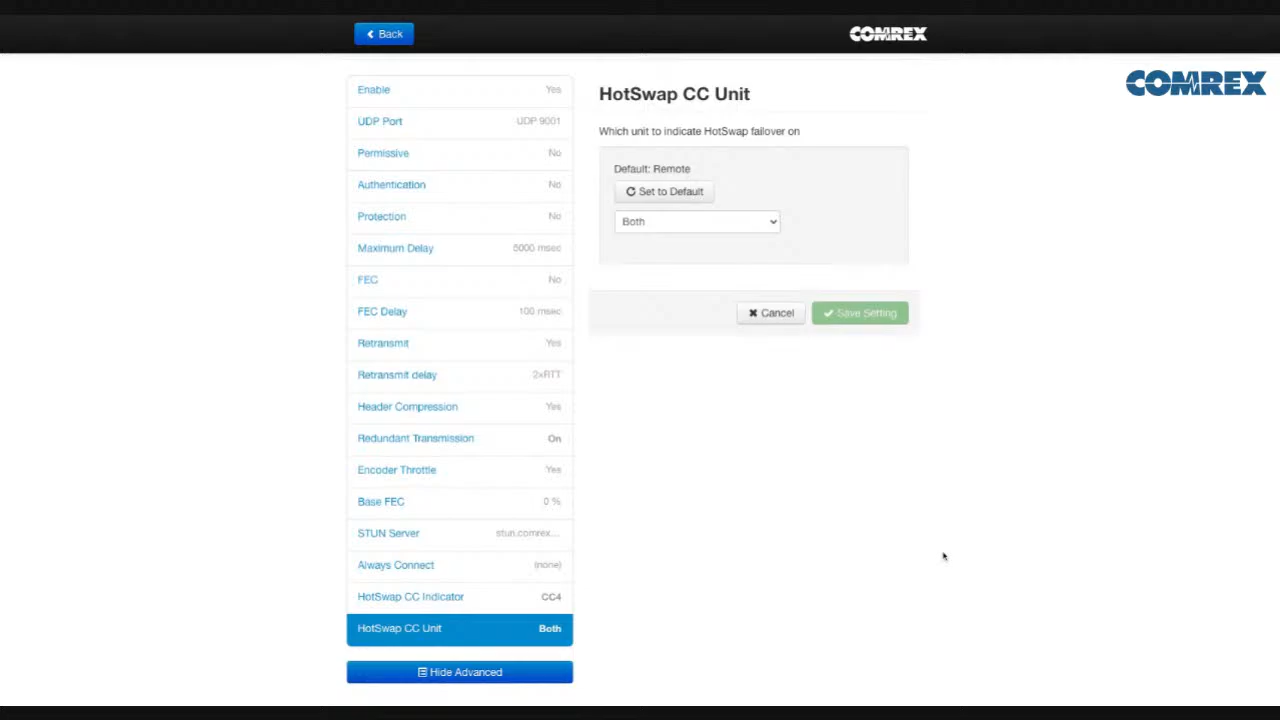 Back
COMREX
COMREX
Enable Yes
UDP Port UDP 9001
Permissive No
Authentication No
Protection No
Maximum Delay 5000 msec
FEC No
FEC Delay 100 msec
Retransmit Yes
Retransmit delay 2xRTT
Header Compression Yes
Redundant Transmission On
Encoder Throttle Yes
Base FEC 0 %
STUN Server stun.comrex...
Always Connect (none)
HotSwap CC Indicator CC4
HotSwap CC Unit Both
Hide Advanced
HotSwap CC Unit
Which unit to indicate HotSwap failover on
Default: Remote
Set to Default
Both
Cancel
Save Setting